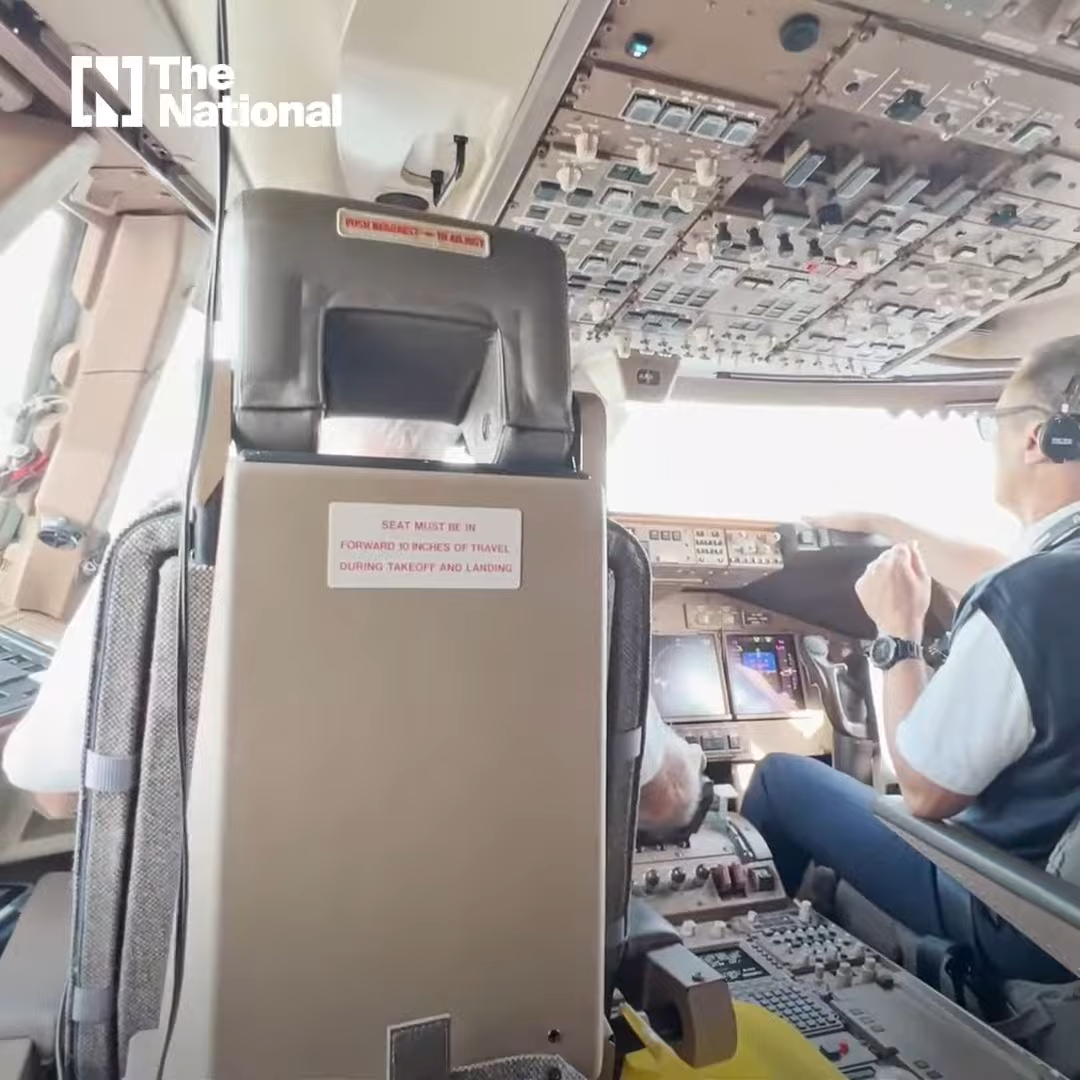 The
National
SEAT MUST BE IN
FORWARD 10 INCHES OF TRAVEL
DURING TAKEOFF AND LANDING